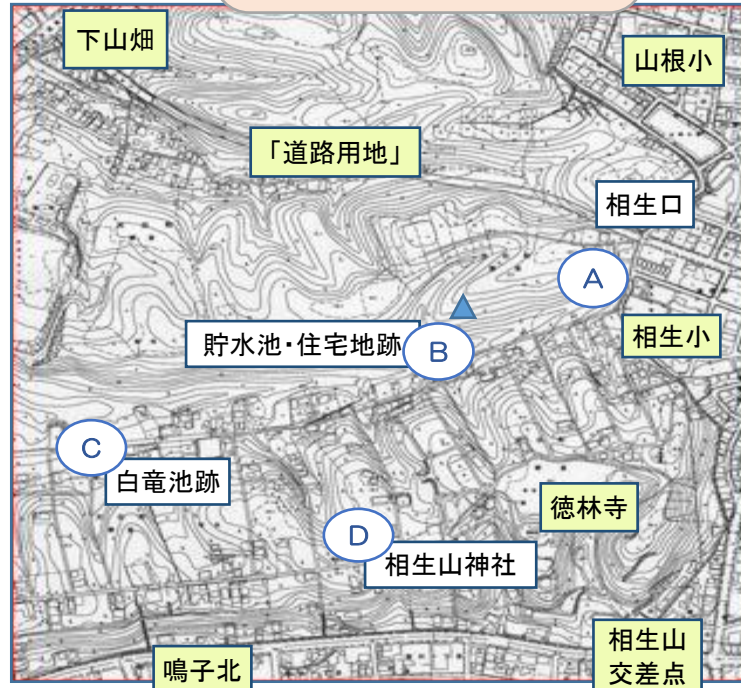 下山畑
山根小
「道路用地」
相生口
A
相生小
貯水池・住宅地跡
B
C
白竜池跡
徳林寺
D
相生山神社
鳴子北
相生山
交差点